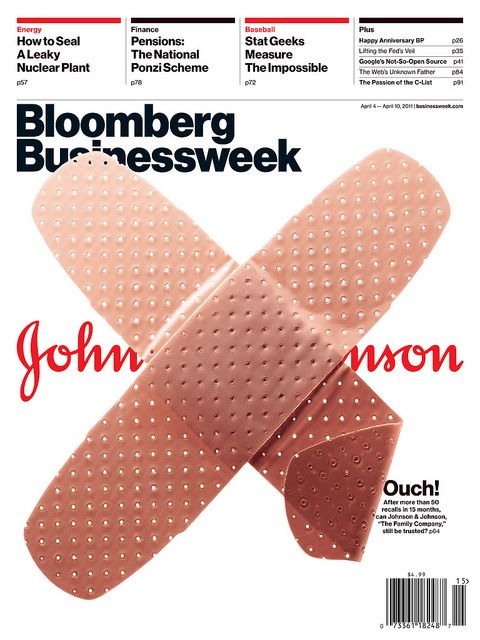 Energy
How to Seal
A Leaky
Nuclear Plant
p57
Finance
Pensions:
The National
Ponzi Scheme
p78
Baseball
Stat Geeks
Measure
The Impossible
p72
Plus
Happy Anniversary BP p26
Lifting the Fed's Veil p35
Google's Not-So-Open Source p41
The Web's Unknown Father p84
The Passion of the C-List p91
April 4 — April 10, 2011 | businessweek.com
Bloomberg
Businessweek
John nson
Ouch!
After more than 50
recalls in 15 months,
can Johnson & Johnson,
"The Family Company,"
still be trusted? p64
$4.99
15
0 73361 18248 7